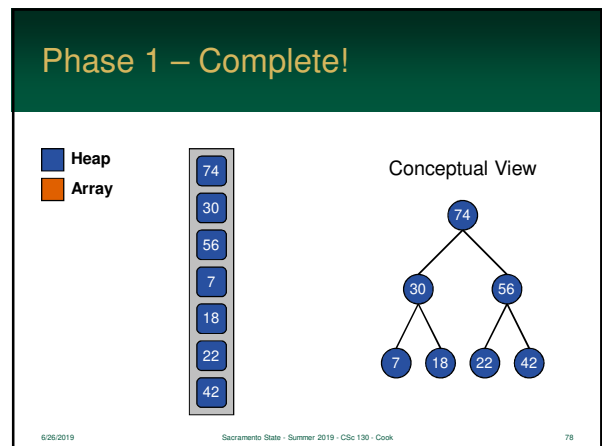 Phase 1 – Complete!
Heap
Array
74
30
56
7
18
22
42
Conceptual View
74
30 56
7 18 22 42
6/26/2019 Sacramento State - Summer 2019 - CSc 130 - Cook 78